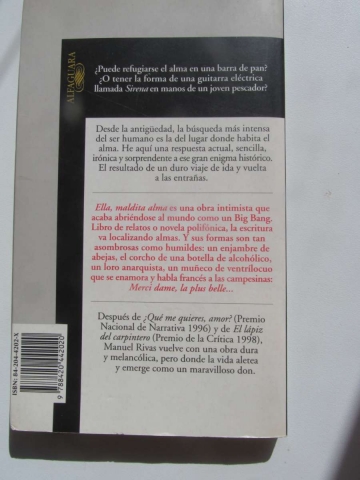 ALFAGUARA
¿Puede refugiarse el alma en una barra de pan?
¿O tener la forma de una guitarra eléctrica
llamada Sirena en manos de un joven pescador?
Desde la antigüedad, la búsqueda más intensa
del ser humano es la del lugar donde habita el
alma. He aquí una respuesta actual, sencilla,
irónica y sorprendente a ese gran enigma histórico.
El resultado de un duro viaje de ida y vuelta a
las entrañas.
Ella, maldita alma es una obra intimista que
acaba abriéndose al mundo como un Big Bang.
Libro de relatos o novela polifónica, la escritura
va localizando almas. Y sus formas son tan
asombrosas como humildes: un enjambre de
abejas, el corcho de una botella de alcohólico,
un loro anarquista, un muñeco de ventrílocuo
que se enamora y habla francés a las campesinas:
Merci dame, la plus belle...
Después de ¿Qué me quieres, amor? (Premio
Nacional de Narrativa 1996) y de El lápiz
del carpintero (Premio de la Crítica 1998),
Manuel Rivas vuelve con una obra dura
y melancólica, pero donde la vida aletea
y emerge como un maravilloso don.
ISBN: 84-204-4202-X
9 788420 442020